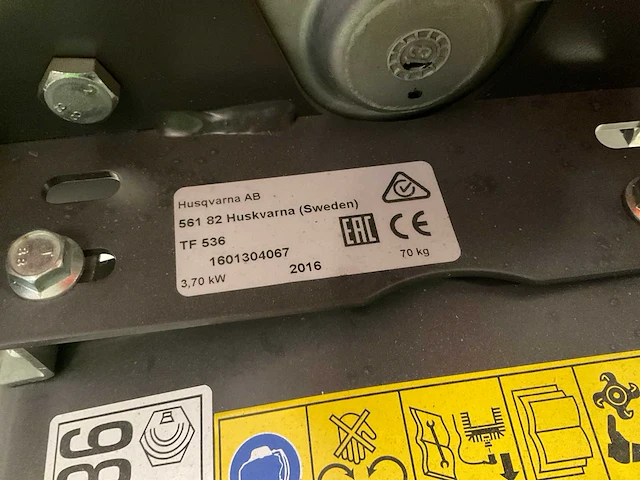 Husqvarna AB
561 82 Huskvarna (Sweden)
TF 536
1601304067
3,70 kW
2016
70 kg
EAC
CE